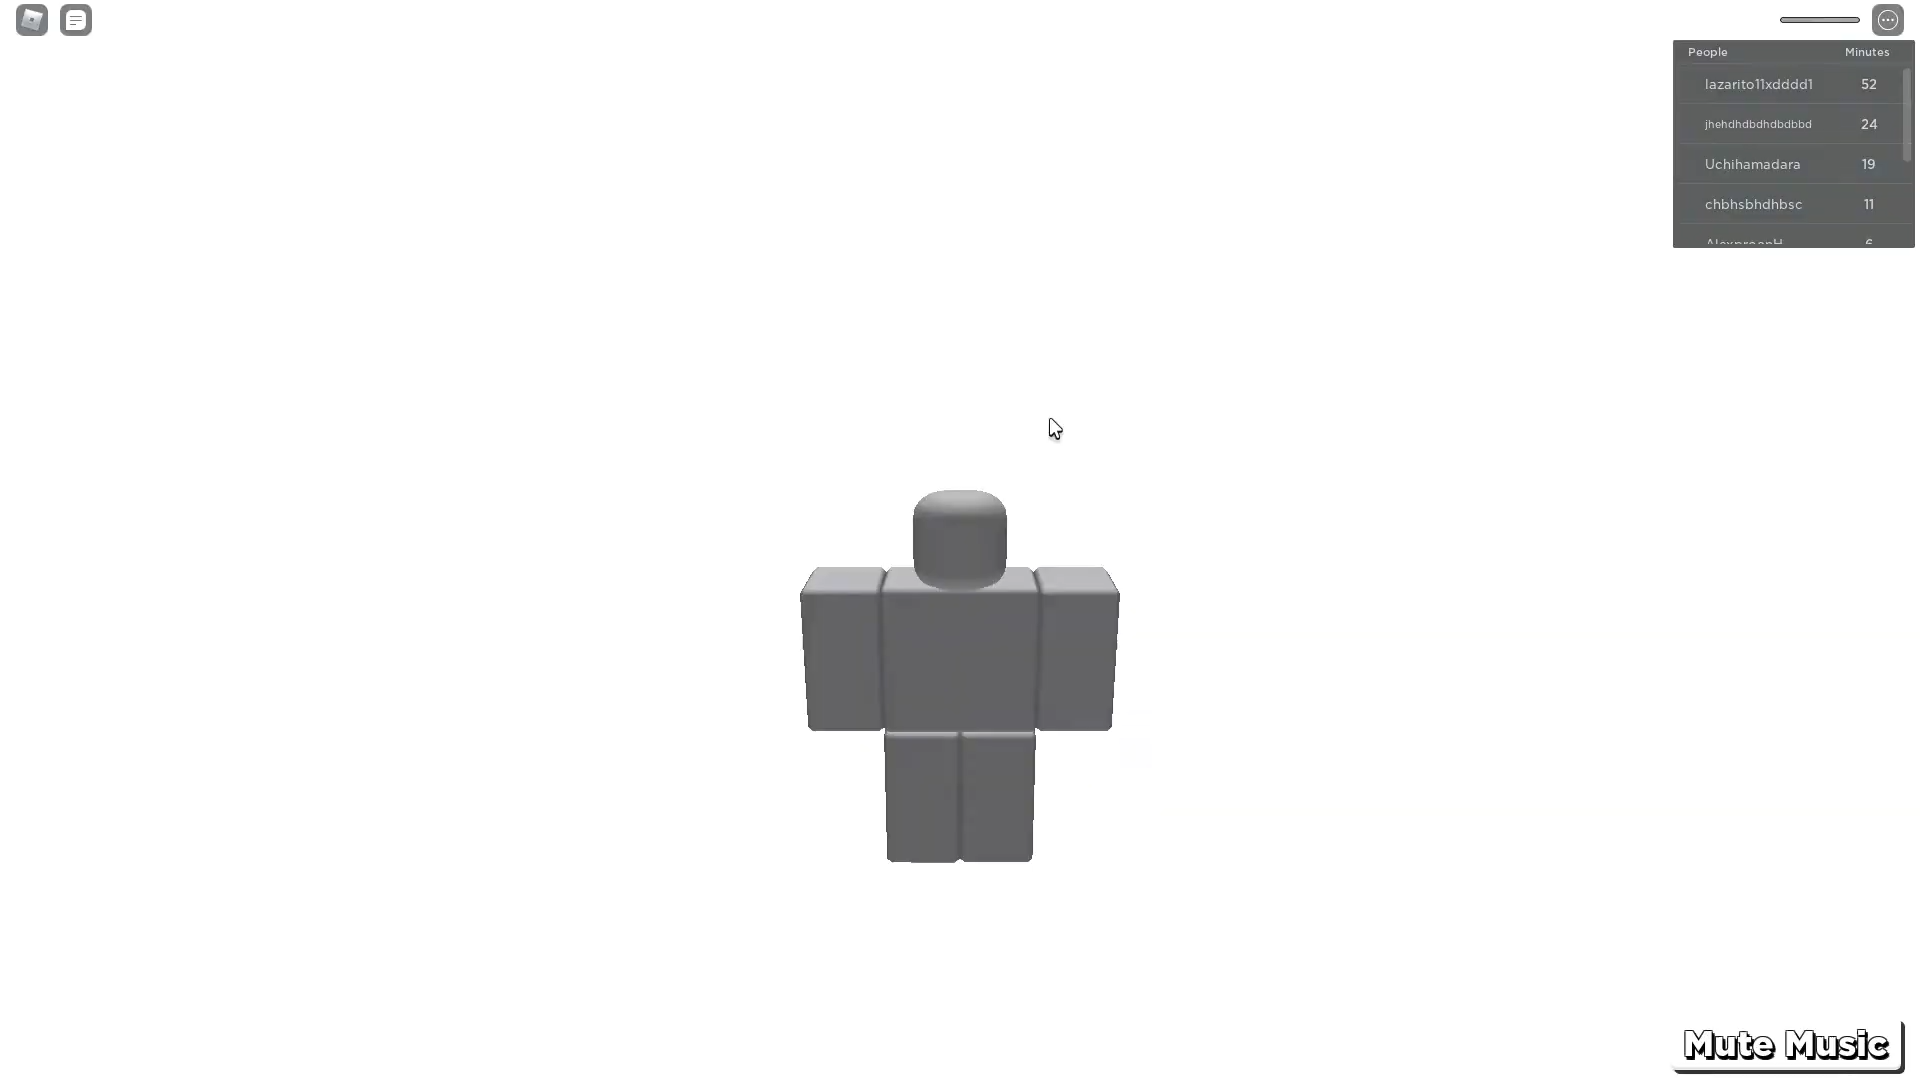 People Minutes
lazarito11xdddd1 52
jhehdhdbdhdbdbbd 24
Uchihamadara 19
chbhsbhdhbsc 11
Mute Music